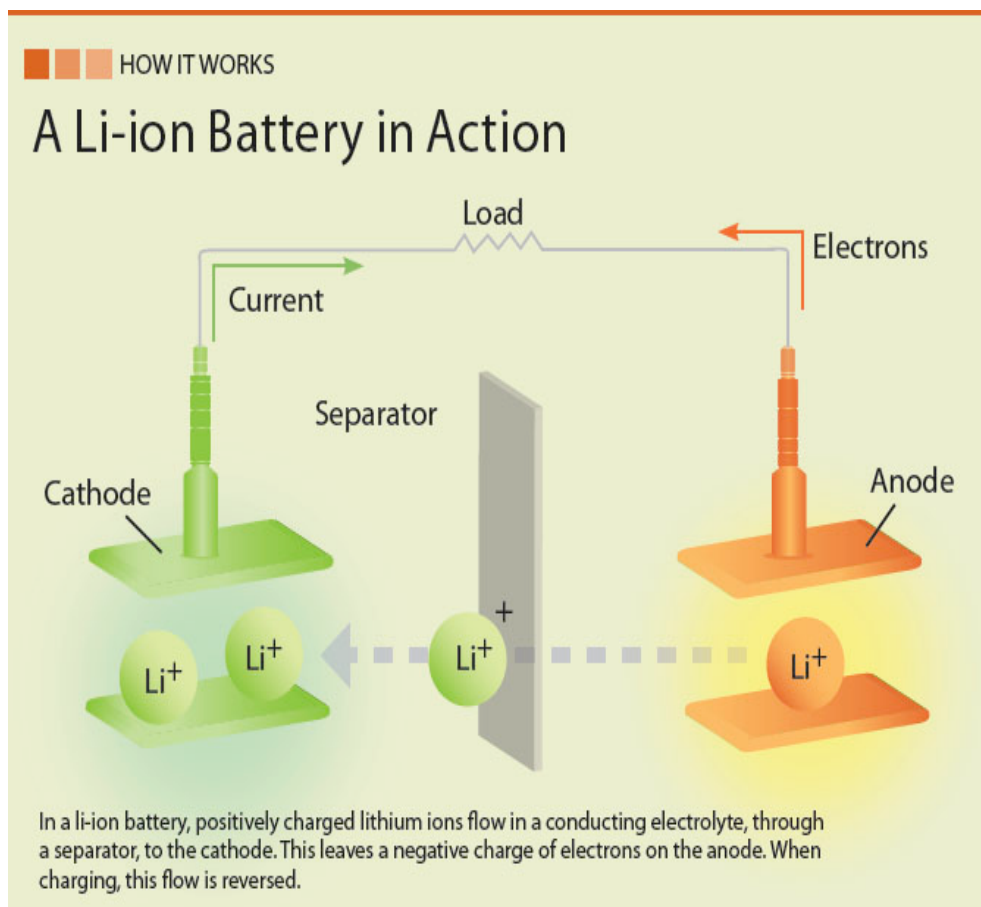 HOW IT WORKS
A Li-ion Battery in Action
Load
Electrons
Current
Separator
Cathode
Anode
+
Li+
Li+
Li+
Li+
In a li-ion battery, positively charged lithium ions flow in a conducting electrolyte, through
a separator, to the cathode. This leaves a negative charge of electrons on the anode. When
charging, this flow is reversed.